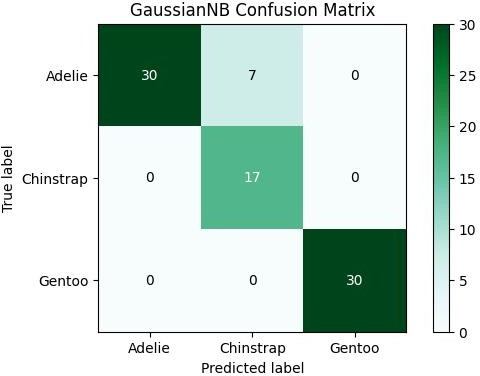 GaussianNB Confusion Matrix
True label
Adelie 30 7 0
Chinstrap 0 17 0
Gentoo 0 0 30
Adelie Chinstrap Gentoo
Predicted label
30
25
20
15
10
5
0